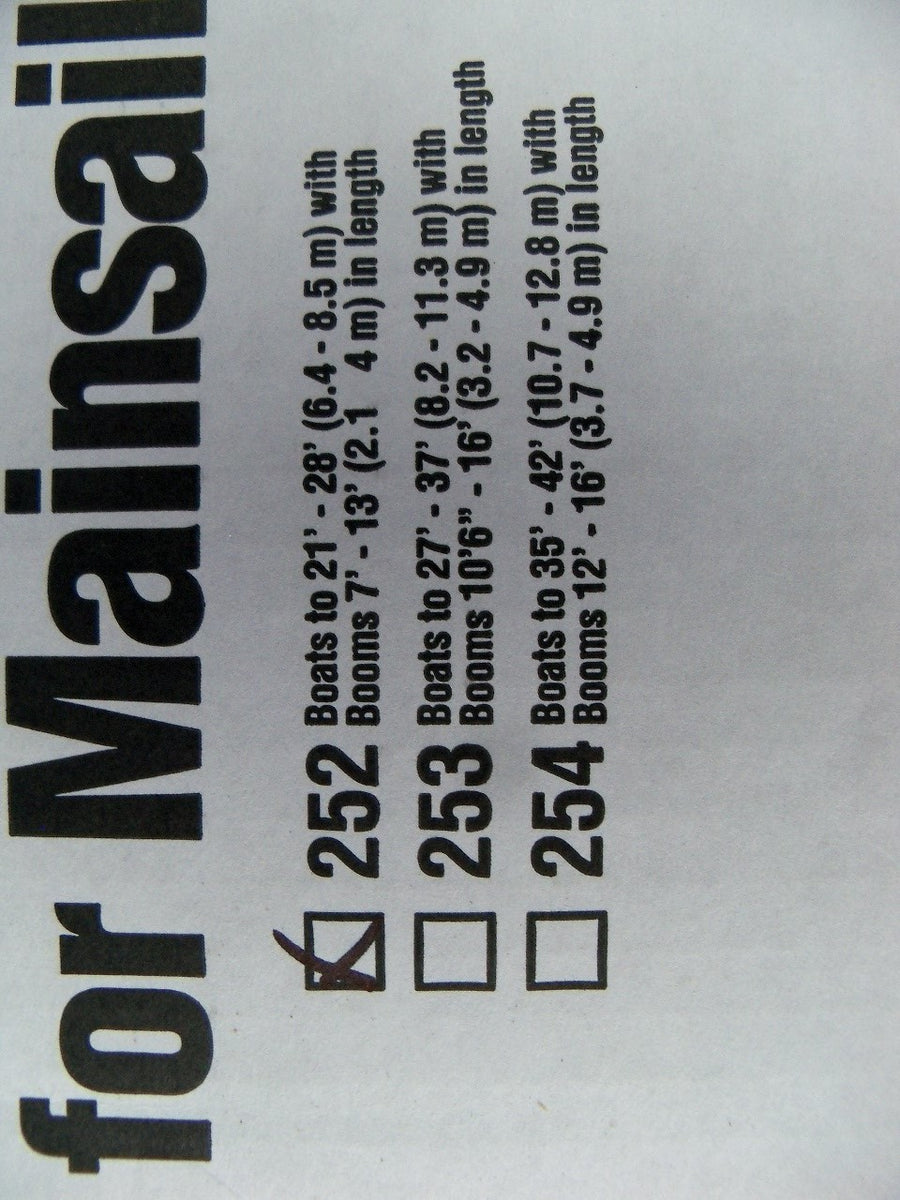 for Mainsail
252 Boats to 21' - 28' (6.4 - 8.5 m) with
Booms 7' - 13' (2.1 4 m) in length
253 Boats to 27' - 37' (8.2 - 11.3 m) with
Booms 10'6" - 16' (3.2 - 4.9 m) in length
254 Boats to 35' - 42' (10.7 - 12.8 m) with
Booms 12' - 16' (3.7 - 4.9 m) in length